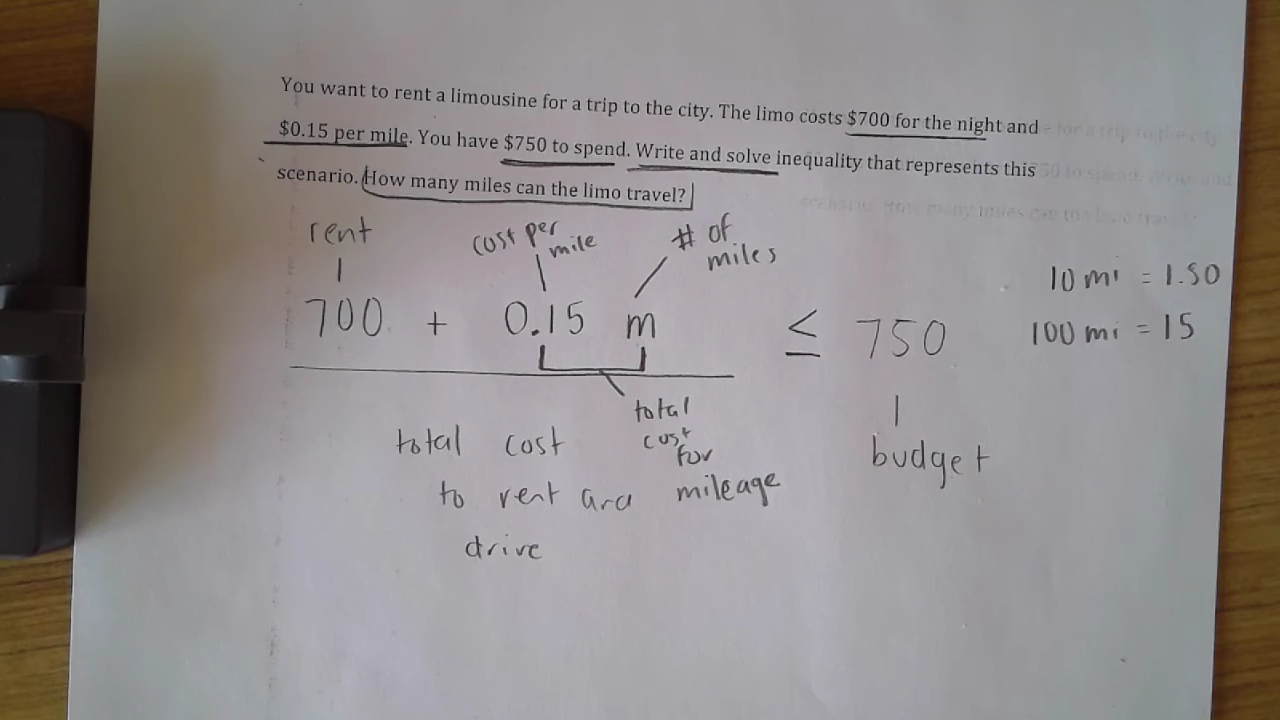 You want to rent a limousine for a trip to the city. The limo costs $700 for the night and
$0.15 per mile. You have $750 to spend. Write and solve inequality that represents this
scenario. How many miles can the limo travel?
rent
cost per
mile
# of
miles
700 + 0.15 m ≤ 750
10 mi = 1.50
100 mi = 15
total
cost
for
mileage
total cost
to rent
drive
budget